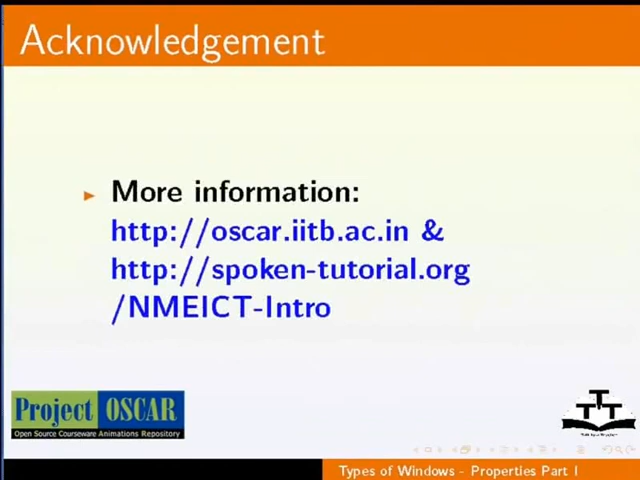 Acknowledgement
More information:
http://oscar.iitb.ac.in &
http://spoken-tutorial.org
/NMEICT-Intro
Project OSCAR
Open Source Courseware Animations Repository
TTT
Types of Windows - Properties Part I